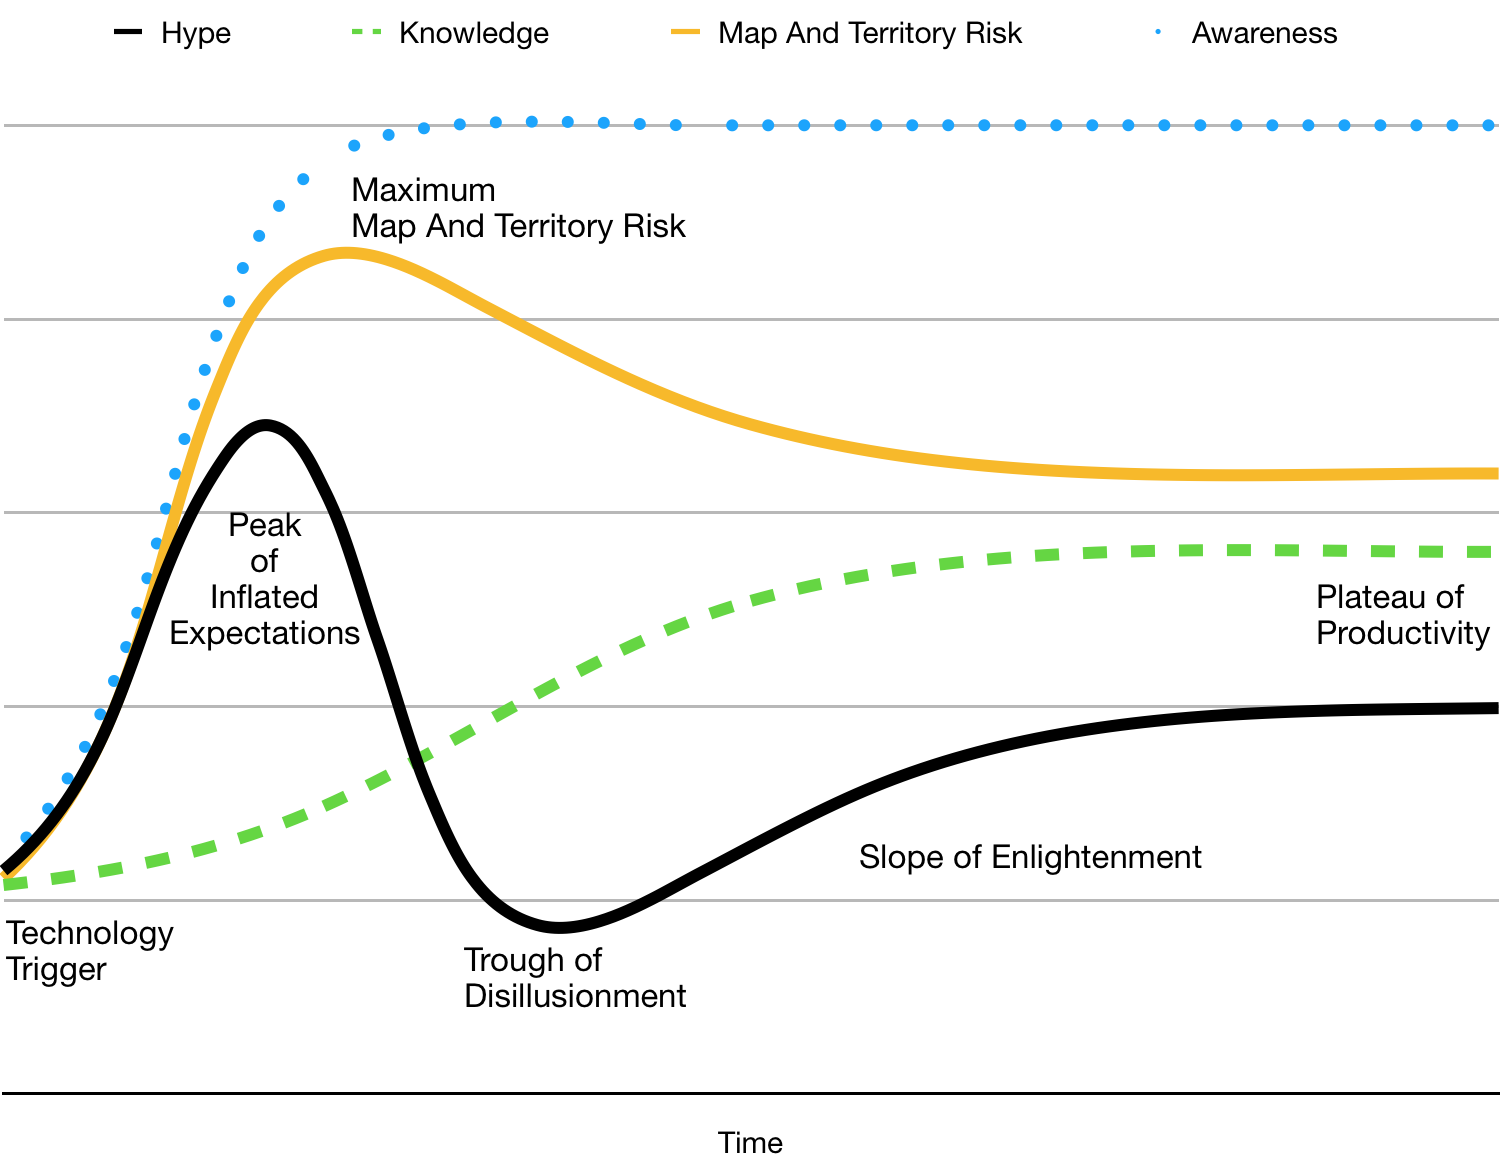 Hype Knowledge Map And Territory Risk Awareness
Maximum
Map And Territory Risk
Peak
of
Inflated
Expectations
Plateau of
Productivity
Slope of Enlightenment
Technology
Trigger
Trough of
Disillusionment
Time